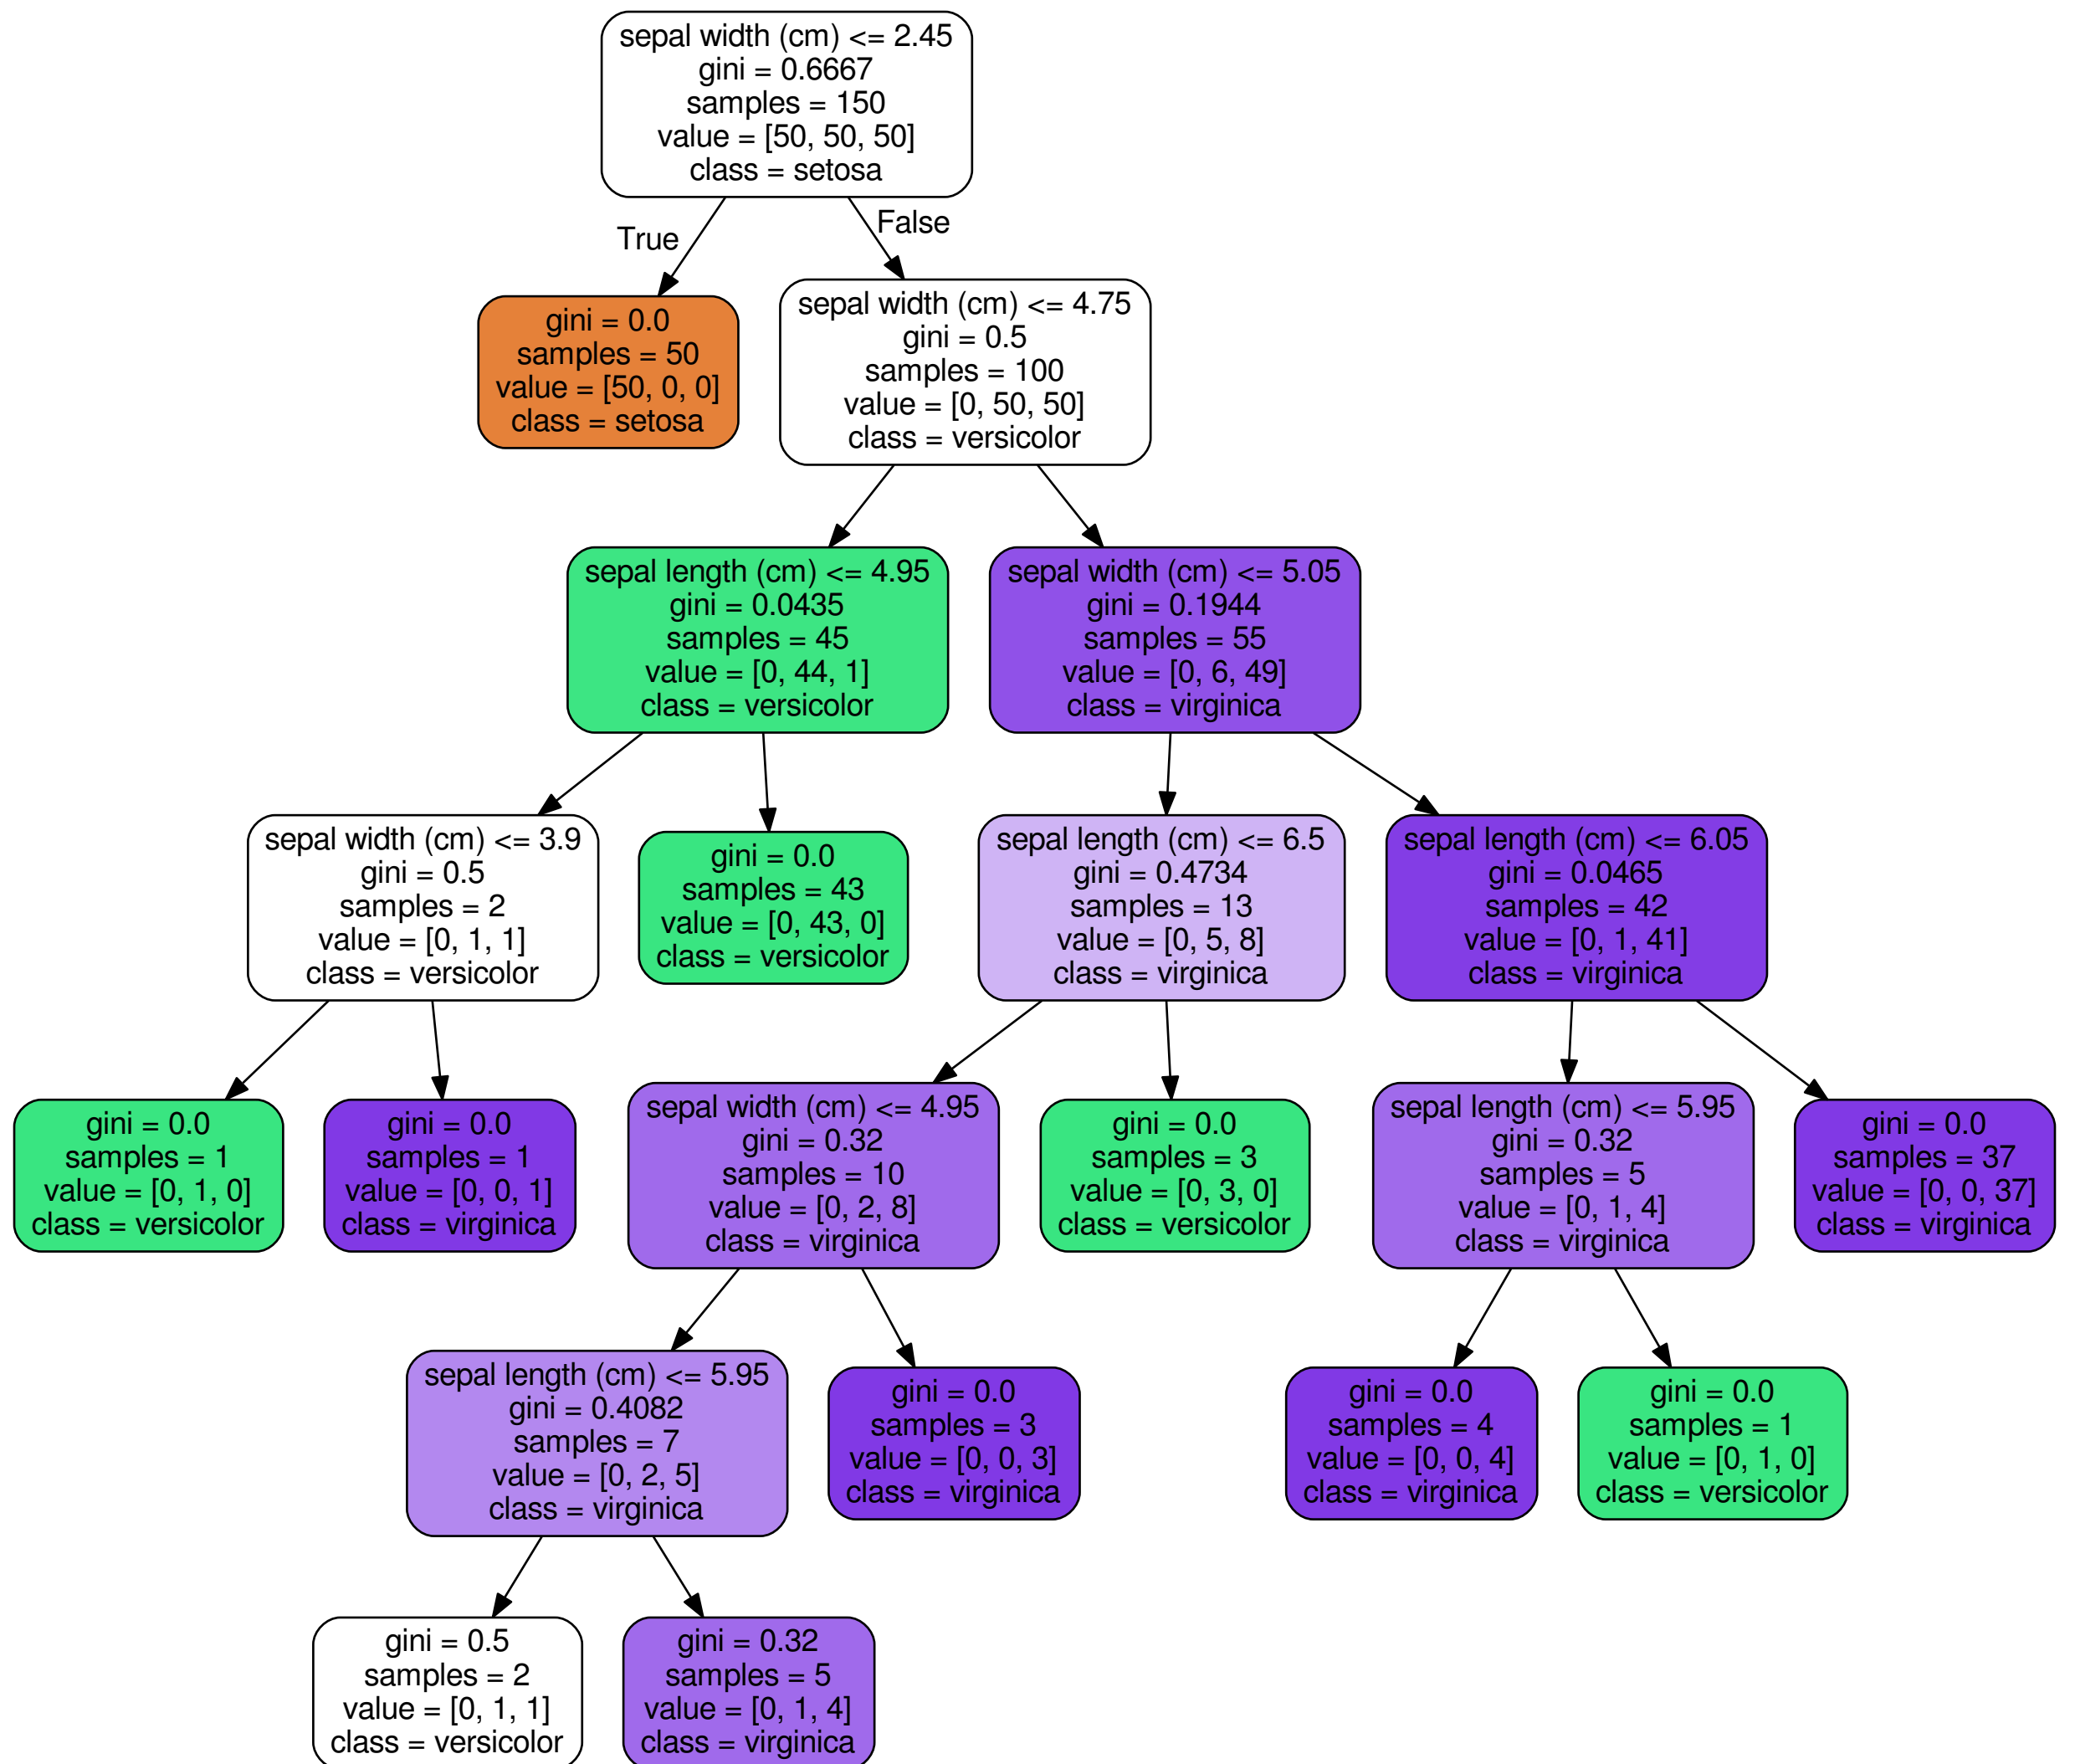 sepal width (cm) <= 2.45
gini = 0.6667
samples = 150
value = [50, 50, 50]
class = setosa
True
False
gini = 0.0
samples = 50
value = [50, 0, 0]
class = setosa
sepal width (cm) <= 4.75
gini = 0.5
samples = 100
value = [0, 50, 50]
class = versicolor
sepal length (cm) <= 4.95
gini = 0.0435
samples = 45
value = [0, 44, 1]
class = versicolor
sepal width (cm) <= 5.05
gini = 0.1944
samples = 55
value = [0, 6, 49]
class = virginica
sepal width (cm) <= 3.9
gini = 0.5
samples = 2
value = [0, 1, 1]
class = versicolor
gini = 0.0
samples = 43
value = [0, 43, 0]
class = versicolor
sepal length (cm) <= 6.5
gini = 0.4734
samples = 13
value = [0, 5, 8]
class = virginica
sepal length (cm) <= 6.05
gini = 0.0465
samples = 42
value = [0, 1, 41]
class = virginica
gini = 0.0
samples = 1
value = [0, 1, 0]
class = versicolor
gini = 0.0
samples = 1
value = [0, 0, 1]
class = virginica
sepal width (cm) <= 4.95
gini = 0.32
samples = 10
value = [0, 2, 8]
class = virginica
gini = 0.0
samples = 3
value = [0, 3, 0]
class = versicolor
sepal length (cm) <= 5.95
gini = 0.32
samples = 5
value = [0, 1, 4]
class = virginica
gini = 0.0
samples = 37
value = [0, 0, 37]
class = virginica
sepal length (cm) <= 5.95
gini = 0.4082
samples = 7
value = [0, 2, 5]
class = virginica
gini = 0.0
samples = 3
value = [0, 0, 3]
class = virginica
gini = 0.0
samples = 4
value = [0, 0, 4]
class = virginica
gini = 0.0
samples = 1
value = [0, 1, 0]
class = versicolor
gini = 0.5
samples = 2
value = [0, 1, 1]
class = versicolor
gini = 0.32
samples = 5
value = [0, 1, 4]
class = virginica